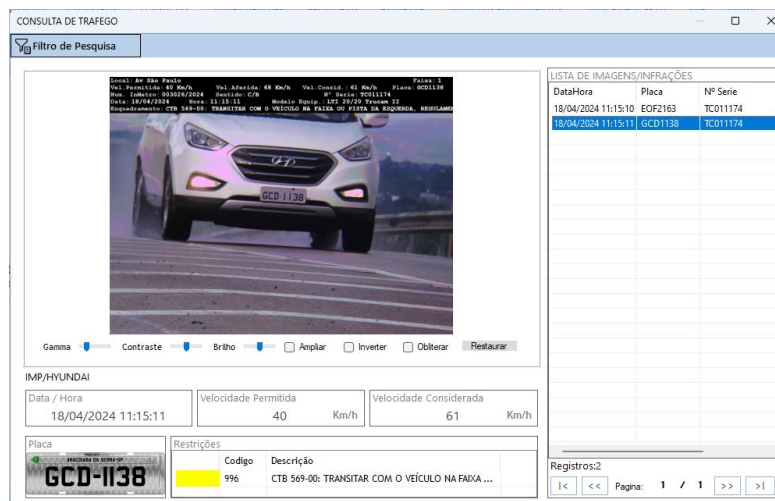 CONSULTA DE TRAFEGO
Filtro de Pesquisa
Local: Av São Paulo Faixa: 1
Vel.Permitida: 40 Km/h Vel.Aferida: 68 Km/h Vel.Consid.: 61 Km/h Placa: GCD1138
Num. InMetro: 003026/2024 Sentido: C/B Nº Serie: TC011174
Data: 18/04/2024 Hora: 11:15:11 Modelo Equip.: LTI 20/20 Trucam II
Enquadramento: CTB 569-00: TRANSITAR COM O VEÍCULO NA FAIXA OU PISTA DA ESQUERDA, REGULAMEN
GCD 1138
Gamma Contraste Brilho Ampliar Inverter Obliterar Restaurar
IMP/HYUNDAI
Data / Hora Velocidade Permitida Velocidade Considerada
18/04/2024 11:15:11 40 Km/h 61 Km/h
Placa Restrições
Codigo Descrição
996 CTB 569-00: TRANSITAR COM O VEÍCULO NA FAIXA ...
GCD-1138
LISTA DE IMAGENS/INFRAÇÕES
DataHora Placa Nº Serie
18/04/2024 11:15:10 EOF2163 TC011174
18/04/2024 11:15:11 GCD1138 TC011174
Registros:2
|< << Pagina: 1 / 1 >> >|